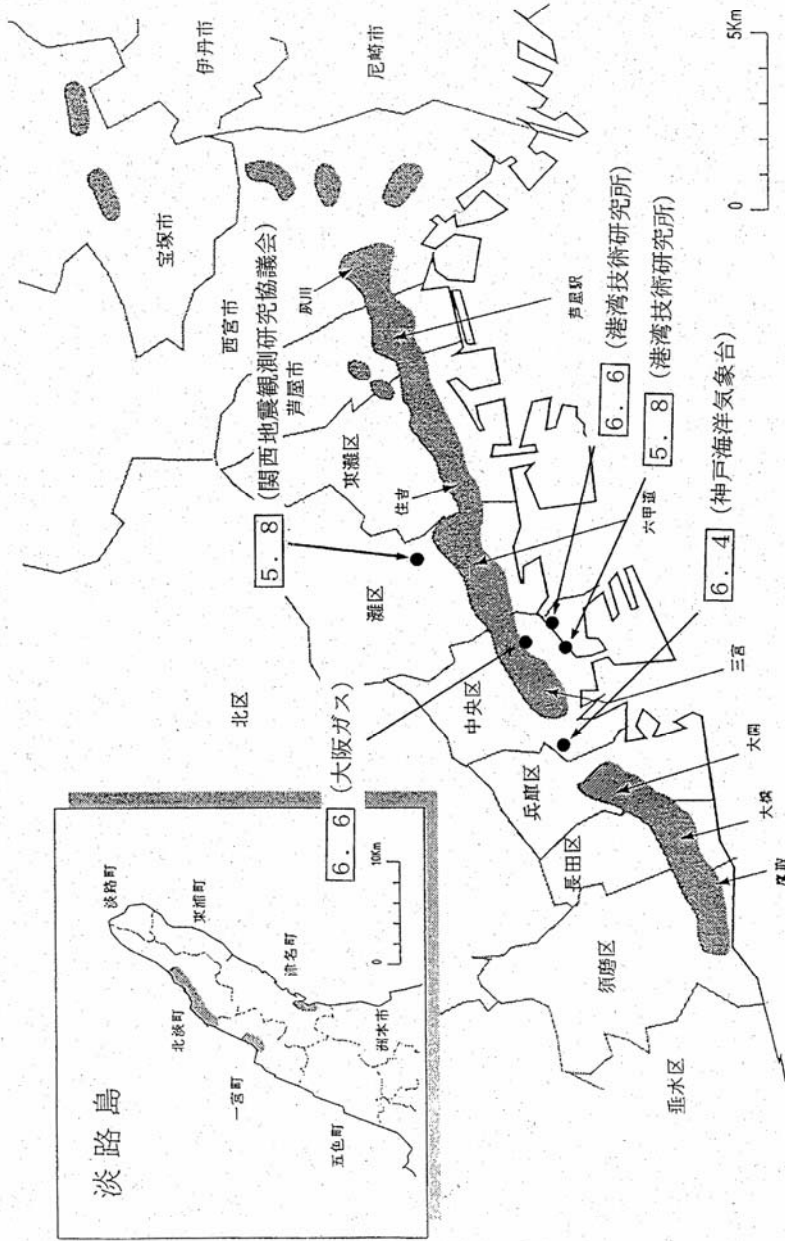 淡路島
淡路町
東浦町
北淡町
津名町
一宮町
洲本市
五色町
0 10Km
伊丹市
尼崎市
宝塚市
西宮市
夙川
芦屋市
芦屋駅
東灘区
住吉
灘区
六甲道
北区
中央区
三宮
兵庫区
大開
長田区
大橋
鷹取
須磨区
垂水区
5.8 (関西地震観測研究協議会)
6.6 (大阪ガス)
6.6 (港湾技術研究所)
5.8 (港湾技術研究所)
6.4 (神戸海洋気象台)
0 5Km